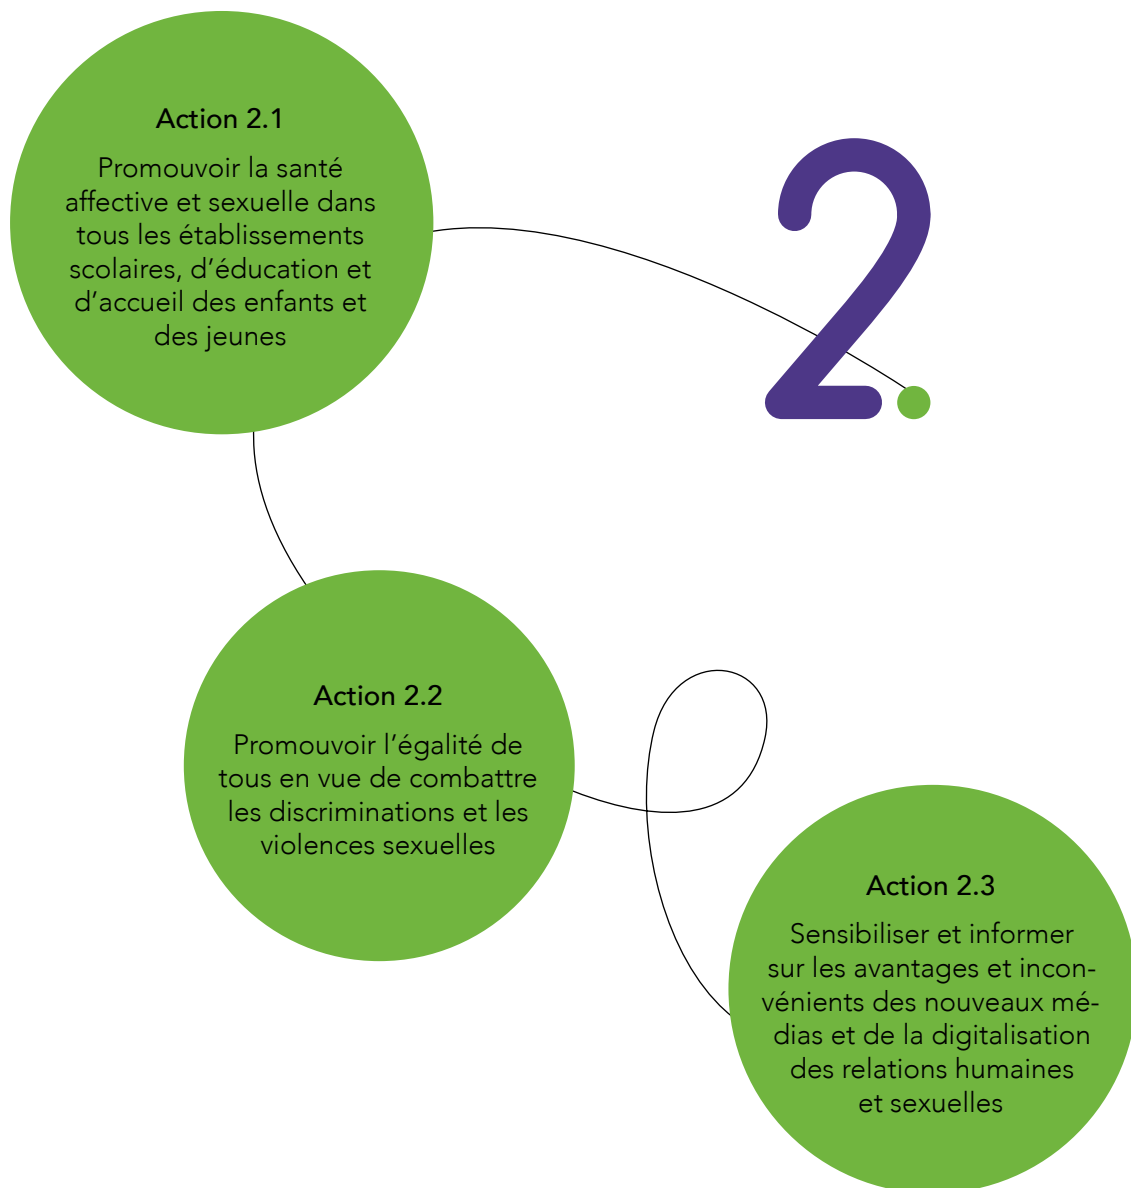 2.
Action 2.1
Promouvoir la santé
affective et sexuelle dans
tous les établissements
scolaires, d'éducation et
d'accueil des enfants et
des jeunes
Action 2.2
Promouvoir l'égalité de
tous en vue de combattre
les discriminations et les
violences sexuelles
Action 2.3
Sensibiliser et informer
sur les avantages et incon-
vénients des nouveaux mé-
dias et de la digitalisation
des relations humaines
et sexuelles